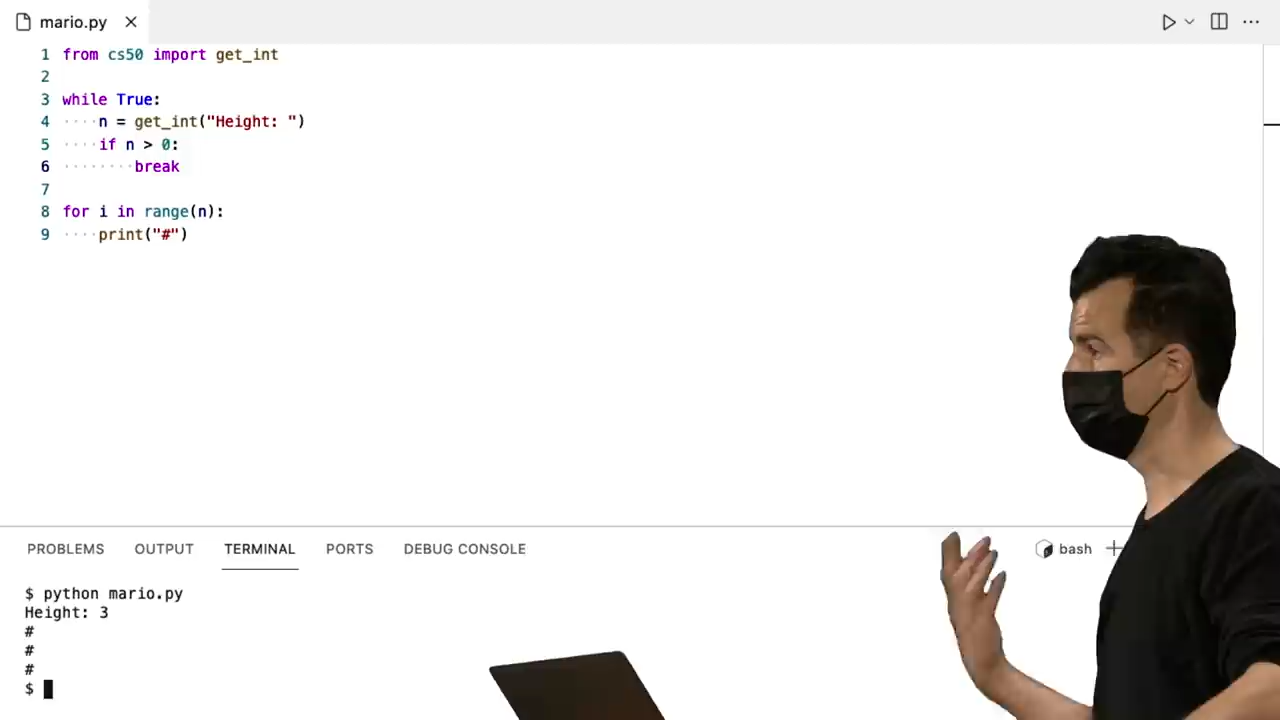 mario.py
1 from cs50 import get_int
2
3 while True:
4 n = get_int("Height: ")
5 if n > 0:
6 break
7
8 for i in range(n):
9 print("#")
PROBLEMS OUTPUT TERMINAL PORTS DEBUG CONSOLE bash
$ python mario.py
Height: 3
#
#
#
$